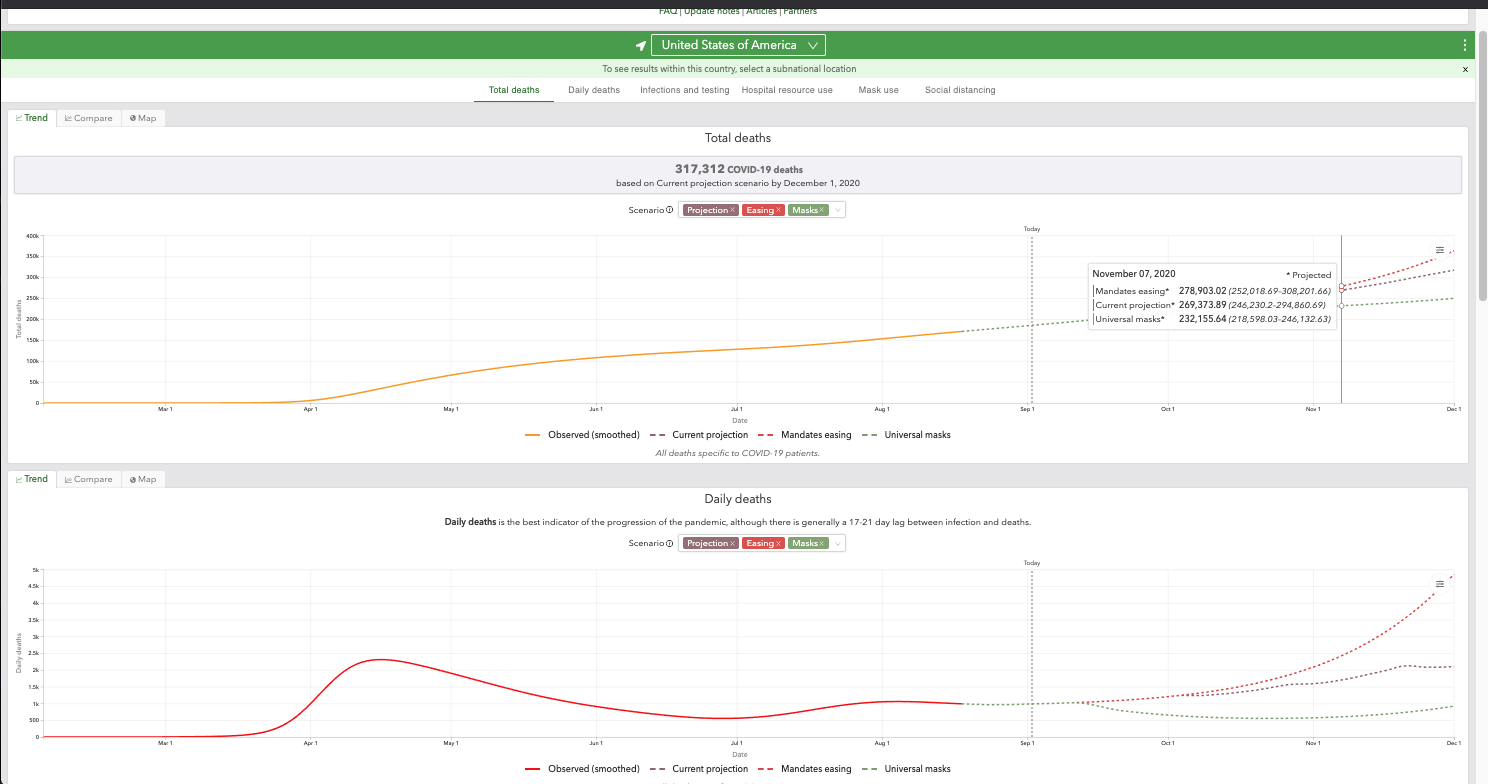 FAQ | Update notes | Articles | Partners
United States of America
To see results within this country, select a subnational location
x
Total deaths Daily deaths Infections and testing Hospital resource use Mask use Social distancing
Trend Compare Map
Total deaths
317,312 COVID-19 deaths
based on Current projection scenario by December 1, 2020
Scenario Projection × Easing × Masks ×
Today
400k
350k
300k
250k
200k
150k
100k
50k
0
Total deaths
November 07, 2020 * Projected
Mandates easing* 278,903.02 (252,018.69–308,201.66)
Current projection* 269,373.89 (246,230.2–294,860.69)
Universal masks* 232,155.64 (218,598.03–246,132.63)
Mar 1 Apr 1 May 1 Jun 1 Jul 1 Aug 1 Sep 1 Oct 1 Nov 1 Dec 1
Date
Observed (smoothed) Current projection Mandates easing Universal masks
All deaths specific to COVID-19 patients.
Trend Compare Map
Daily deaths
Daily deaths is the best indicator of the progression of the pandemic, although there is generally a 17-21 day lag between infection and deaths.
Scenario Projection × Easing × Masks ×
Today
5k
4.5k
4k
3.5k
3k
2.5k
2k
1.5k
1k
500
0
Daily deaths
Mar 1 Apr 1 May 1 Jun 1 Jul 1 Aug 1 Sep 1 Oct 1 Nov 1 Dec 1
Date
Observed (smoothed) Current projection Mandates easing Universal masks